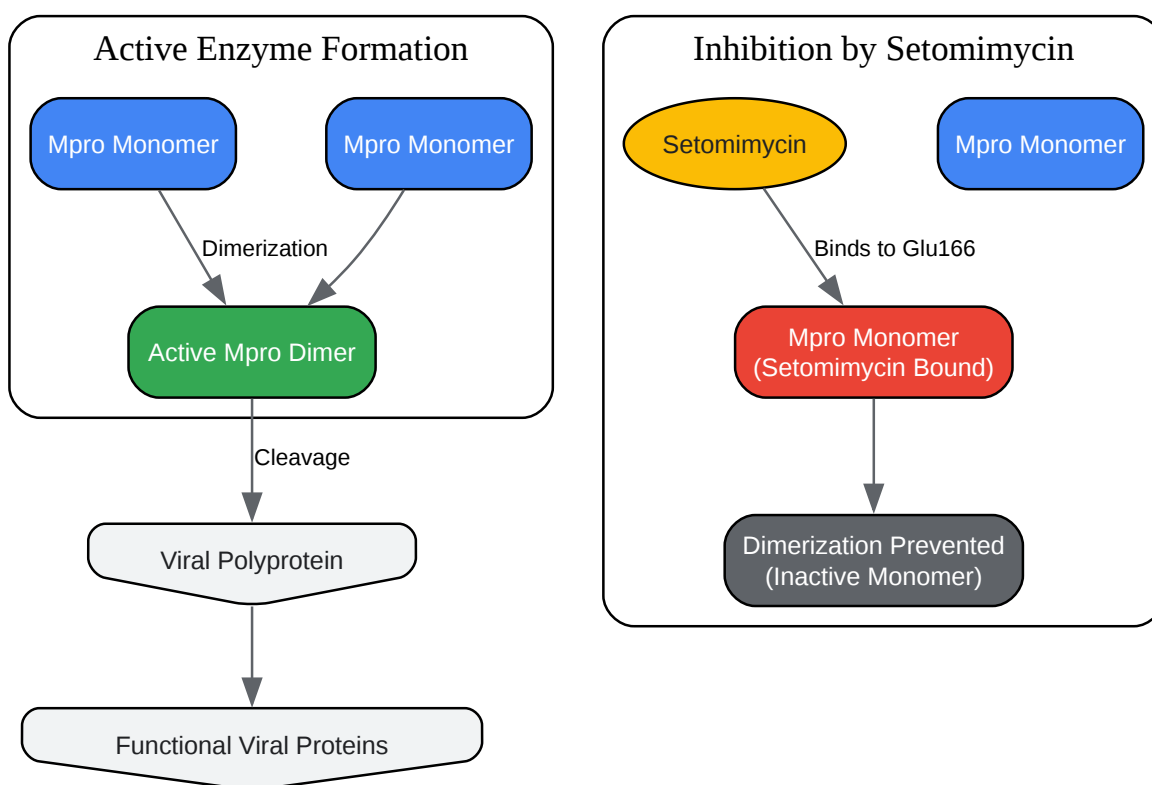 Active Enzyme Formation
Mpro Monomer
Mpro Monomer
Dimerization
Active Mpro Dimer
Cleavage
Viral Polyprotein
Functional Viral Proteins
Inhibition by Setomimycin
Setomimycin
Mpro Monomer
Binds to Glu166
Mpro Monomer
(Setomimycin Bound)
Dimerization Prevented
(Inactive Monomer)